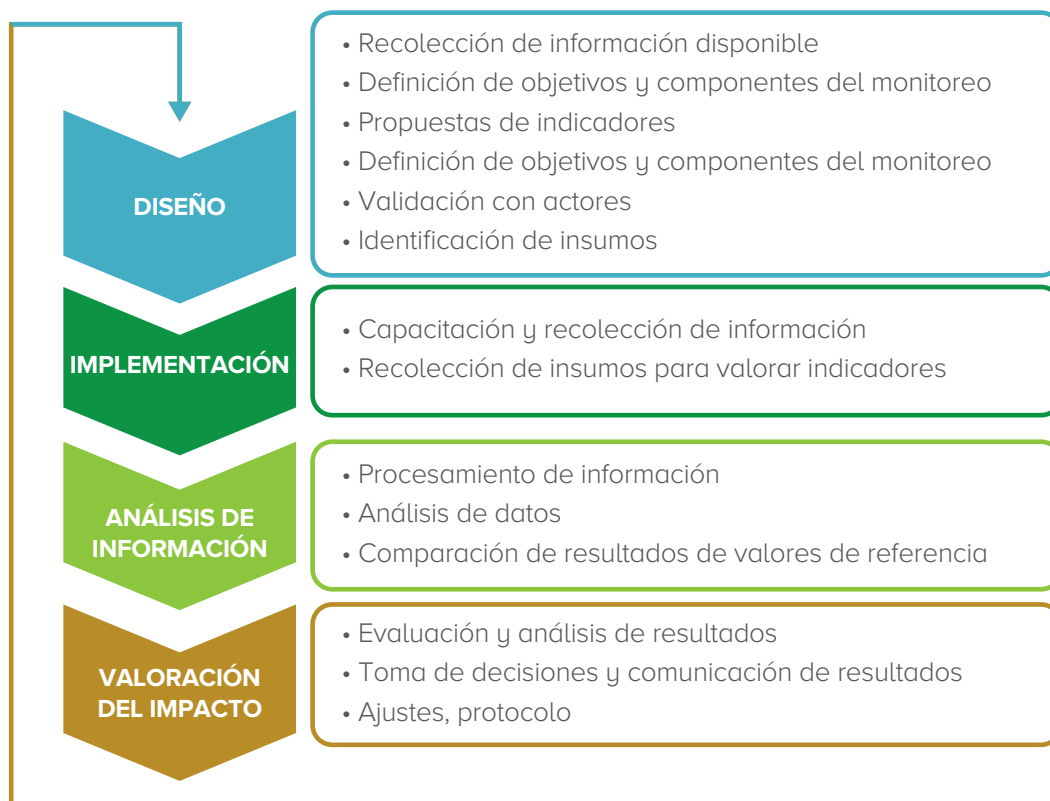 • Recolección de información disponible
• Definición de objetivos y componentes del monitoreo
• Propuestas de indicadores
• Definición de objetivos y componentes del monitoreo
• Validación con actores
• Identificación de insumos
DISEÑO
• Capacitación y recolección de información
• Recolección de insumos para valorar indicadores
IMPLEMENTACIÓN
• Procesamiento de información
• Análisis de datos
• Comparación de resultados de valores de referencia
ANÁLISIS DE
INFORMACIÓN
• Evaluación y análisis de resultados
• Toma de decisiones y comunicación de resultados
• Ajustes, protocolo
VALORACIÓN
DEL IMPACTO